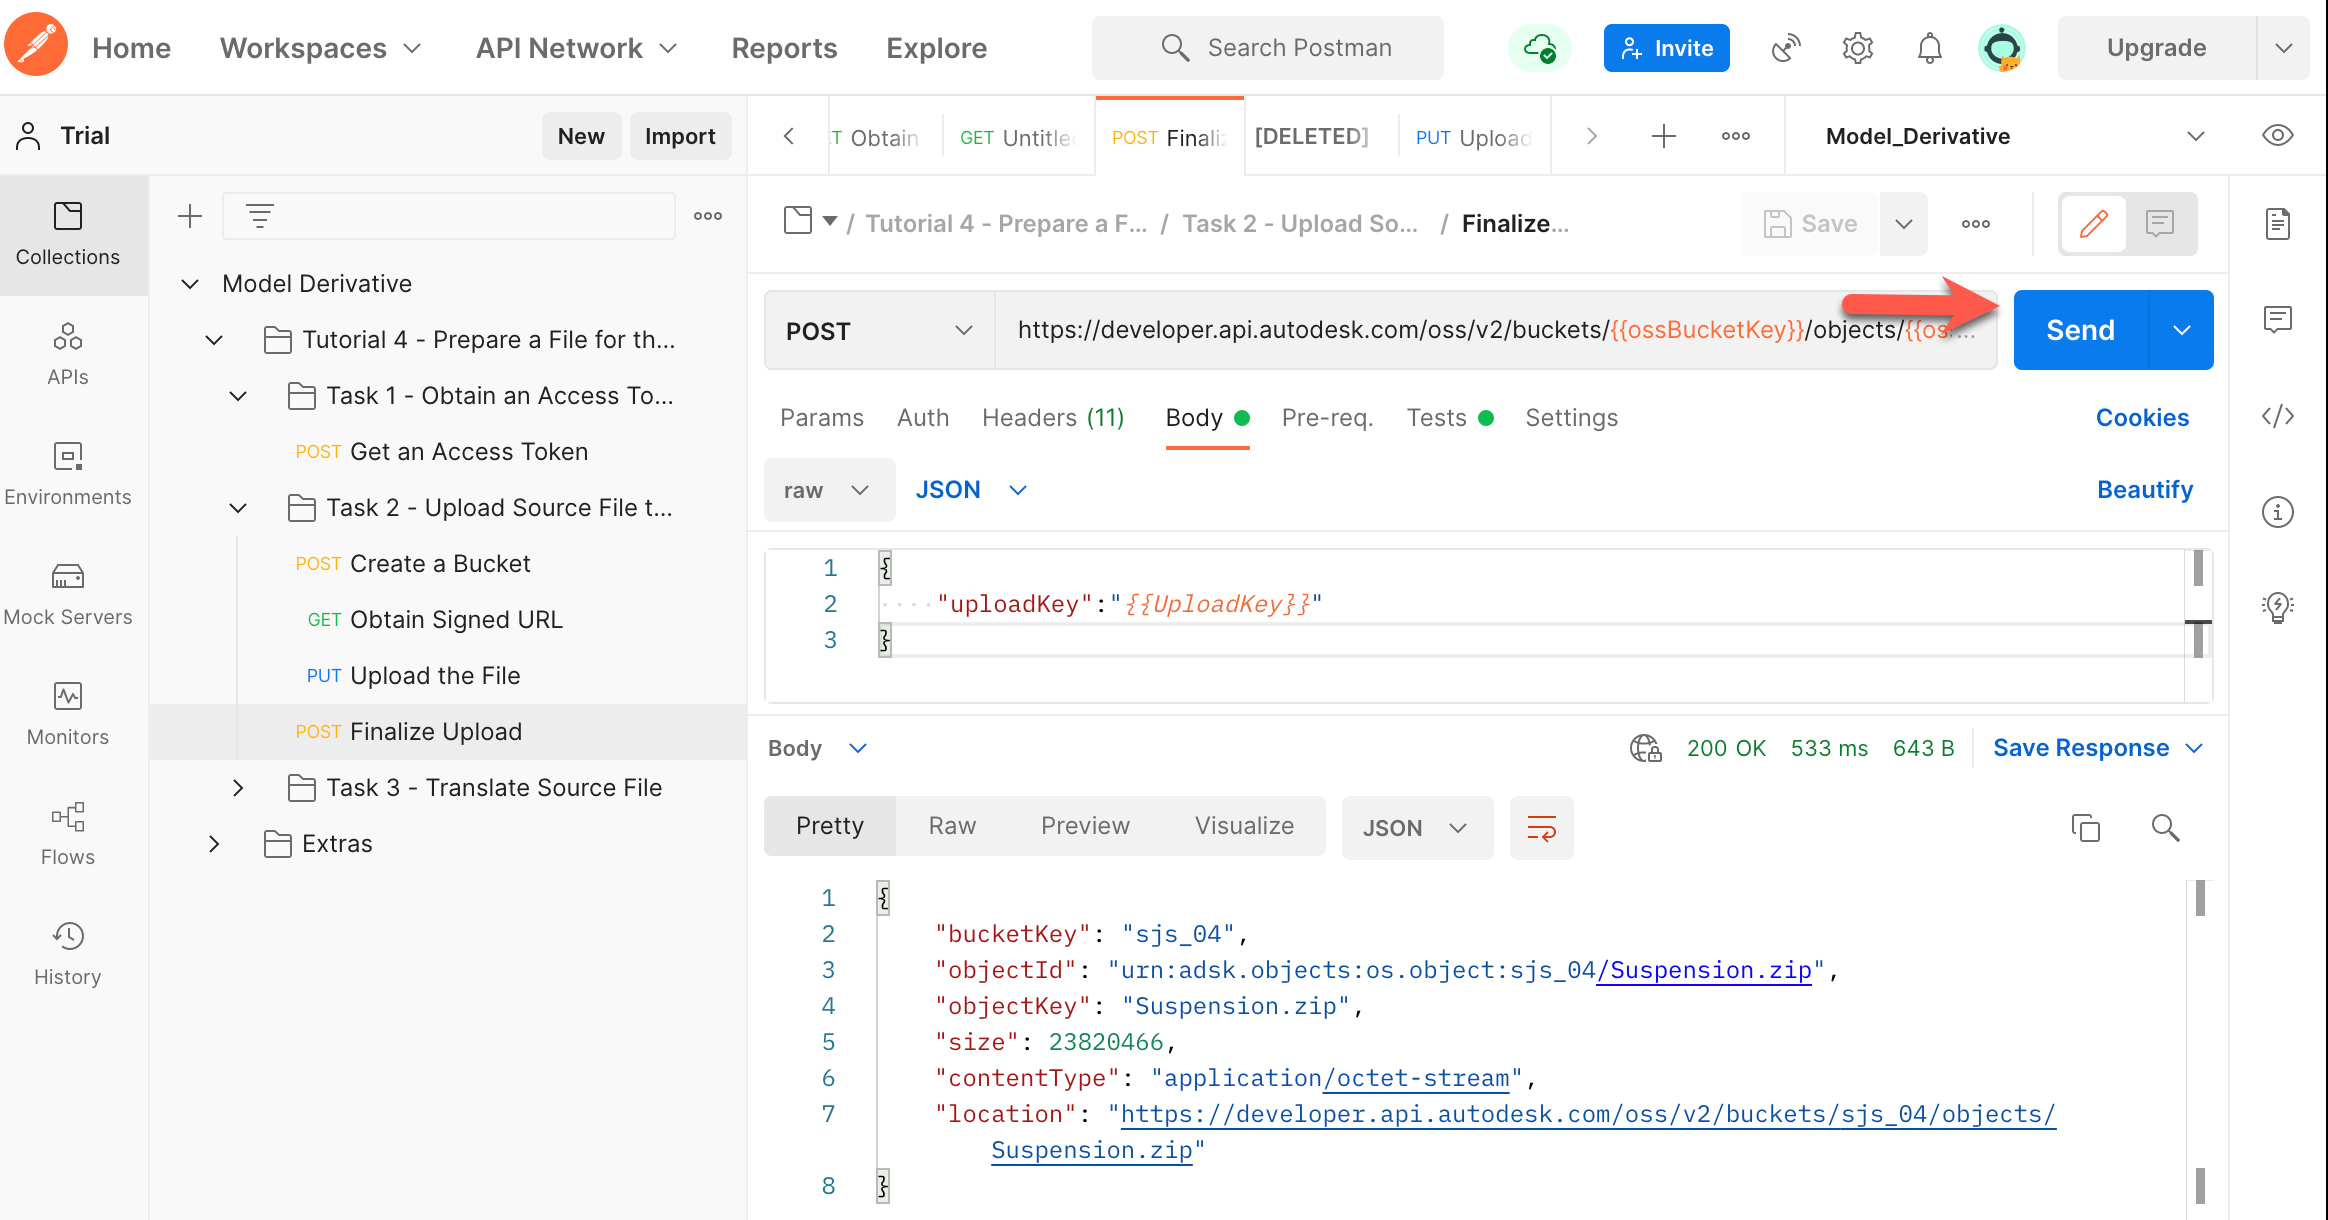 Home
Workspaces
API Network
Reports
Explore
Search Postman
Invite
Upgrade
Trial
New
Import
Obtain
GET Untitle
POST Finali
[DELETED]
PUT Upload
Model_Derivative
Collections
APIs
Environments
Mock Servers
Monitors
Flows
History
Model Derivative
Tutorial 4 - Prepare a File for th...
Task 1 - Obtain an Access To...
POST Get an Access Token
Task 2 - Upload Source File t...
POST Create a Bucket
GET Obtain Signed URL
PUT Upload the File
POST Finalize Upload
Task 3 - Translate Source File
Extras
/ Tutorial 4 - Prepare a F... / Task 2 - Upload So... / Finalize...
Save
POST
https://developer.api.autodesk.com/oss/v2/buckets/{{ossBucketKey}}/objects/{{os...
Send
Params
Auth
Headers (11)
Body
Pre-req.
Tests
Settings
Cookies
raw
JSON
Beautify
1 {
2 "uploadKey":"{{UploadKey}}"
3 }
Body
200 OK
533 ms
643 B
Save Response
Pretty
Raw
Preview
Visualize
JSON
1 {
2 "bucketKey": "sjs_04",
3 "objectId": "urn:adsk.objects:os.object:sjs_04/Suspension.zip",
4 "objectKey": "Suspension.zip",
5 "size": 23820466,
6 "contentType": "application/octet-stream",
7 "location": "https://developer.api.autodesk.com/oss/v2/buckets/sjs_04/objects/
Suspension.zip"
8 }